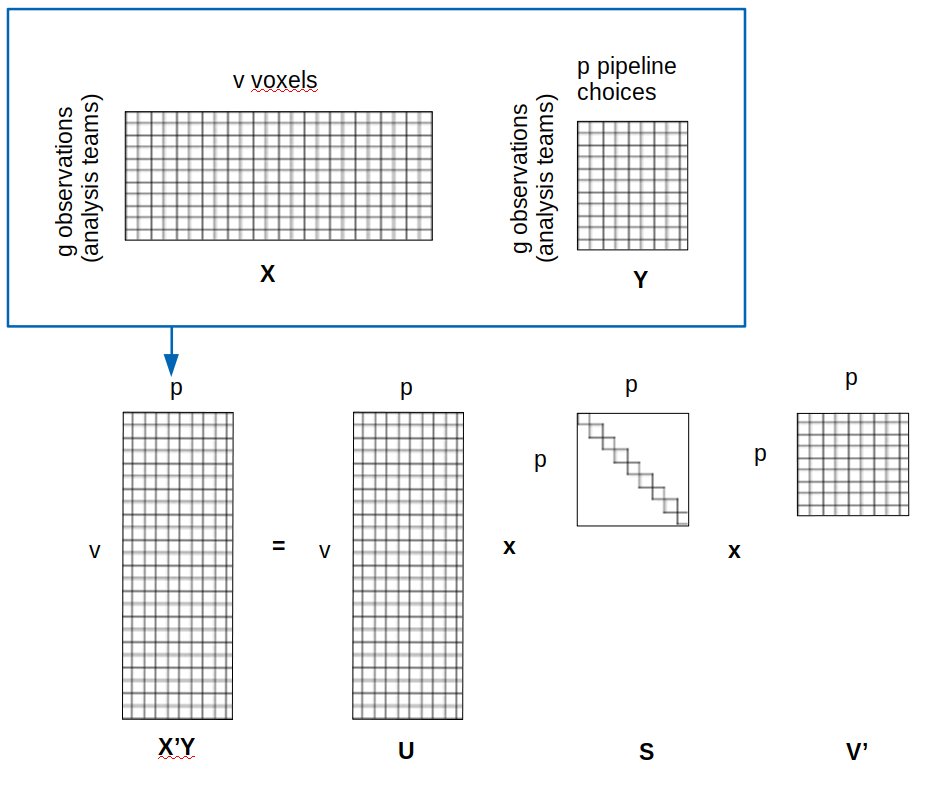 v voxels
g observations
(analysis teams)
X
p pipeline
choices
g observations
(analysis teams)
Y
p
v
X’Y
=
p
v
U
x
p
p
S
x
p
p
V’